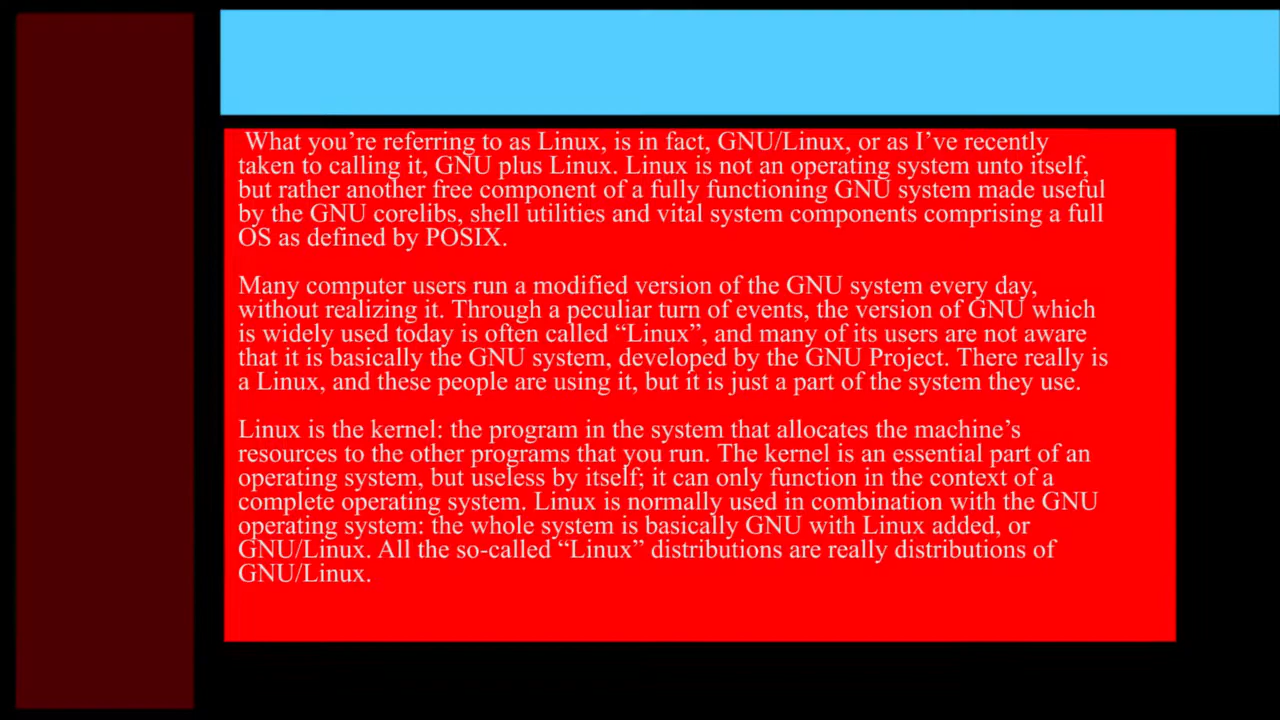 What you’re referring to as Linux, is in fact, GNU/Linux, or as I’ve recently
taken to calling it, GNU plus Linux. Linux is not an operating system unto itself,
but rather another free component of a fully functioning GNU system made useful
by the GNU corelibs, shell utilities and vital system components comprising a full
OS as defined by POSIX.
Many computer users run a modified version of the GNU system every day,
without realizing it. Through a peculiar turn of events, the version of GNU which
is widely used today is often called “Linux”, and many of its users are not aware
that it is basically the GNU system, developed by the GNU Project. There really is
a Linux, and these people are using it, but it is just a part of the system they use.
Linux is the kernel: the program in the system that allocates the machine’s
resources to the other programs that you run. The kernel is an essential part of an
operating system, but useless by itself; it can only function in the context of a
complete operating system. Linux is normally used in combination with the GNU
operating system: the whole system is basically GNU with Linux added, or
GNU/Linux. All the so-called “Linux” distributions are really distributions of
GNU/Linux.